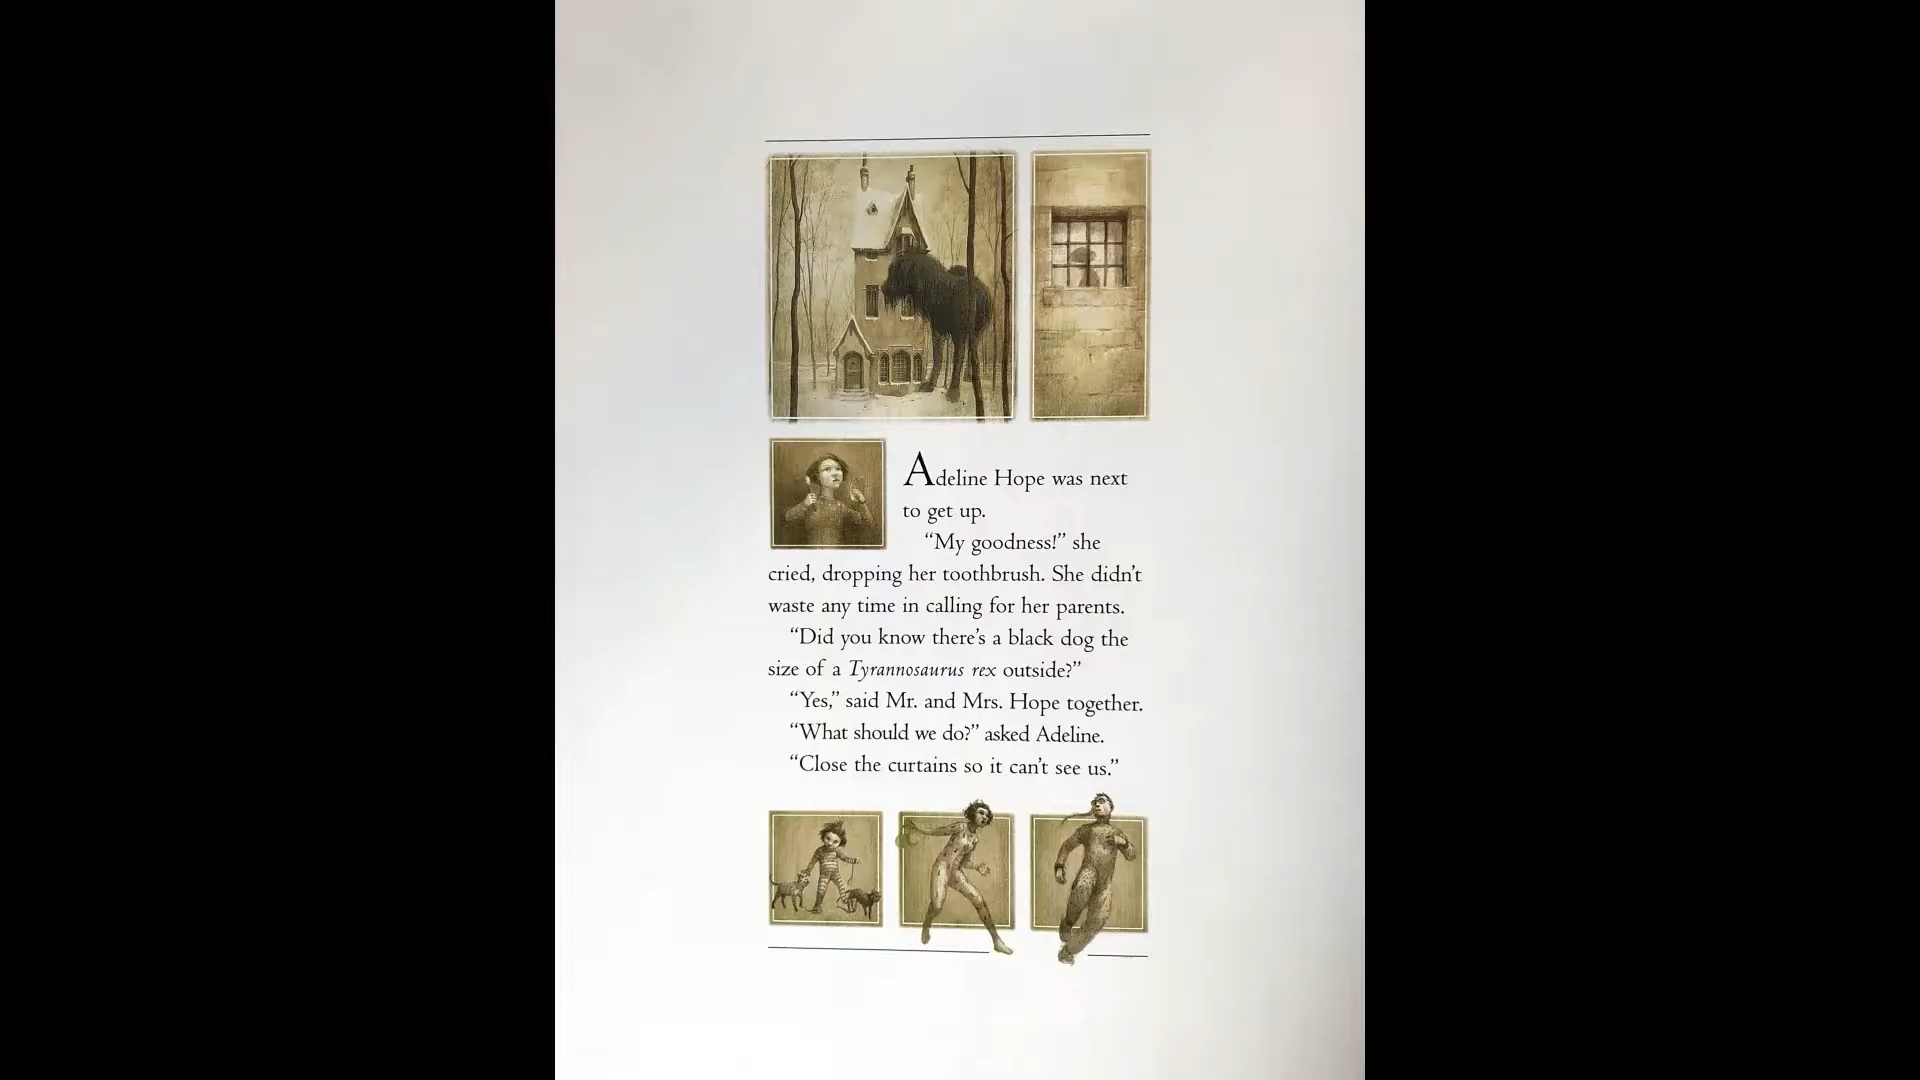 Adeline Hope was next
to get up.
“My goodness!” she
cried, dropping her toothbrush. She didn’t
waste any time in calling for her parents.
“Did you know there’s a black dog the
size of a Tyrannosaurus rex outside?”
“Yes,” said Mr. and Mrs. Hope together.
“What should we do?” asked Adeline.
“Close the curtains so it can’t see us.”